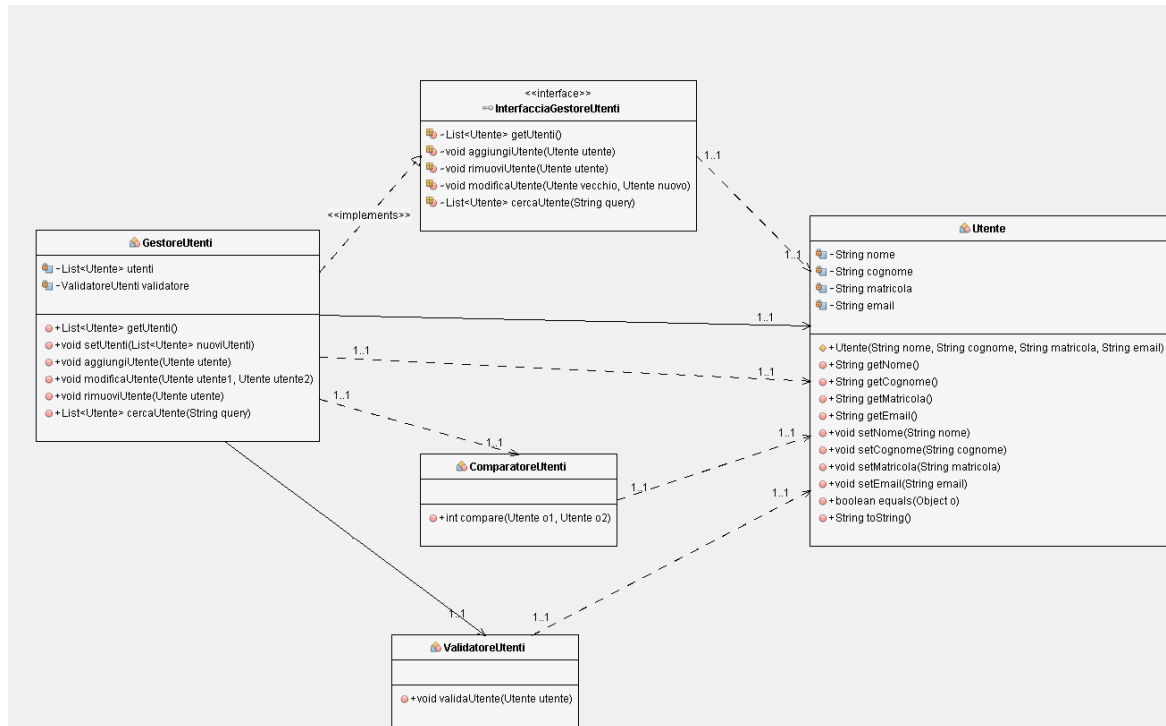 <<interface>>
InterfacciaGestoreUtenti
~List<Utente> getUtenti()
~void aggiungiUtente(Utente utente)
~void rimuoviUtente(Utente utente)
~void modificaUtente(Utente vecchio, Utente nuovo)
~List<Utente> cercaUtente(String query)
1..1
1..1
<<implements>>
GestoreUtenti
-List<Utente> utenti
-ValidatoreUtenti validatore
+List<Utente> getUtenti()
+void setUtenti(List<Utente> nuoviUtenti)
+void aggiungiUtente(Utente utente)
+void modificaUtente(Utente utente1, Utente utente2)
+void rimuoviUtente(Utente utente)
+List<Utente> cercaUtente(String query)
Utente
-String nome
-String cognome
-String matricola
-String email
+Utente(String nome, String cognome, String matricola, String email)
+String getNome()
+String getCognome()
+String getMatricola()
+String getEmail()
+void setNome(String nome)
+void setCognome(String cognome)
+void setMatricola(String matricola)
+void setEmail(String email)
+boolean equals(Object o)
+String toString()
1..1
1..1
1..1
1..1
1..1
1..1
1..1
ComparatoreUtenti
+int compare(Utente o1, Utente o2)
1..1
1..1
1..1
ValidatoreUtenti
+void validaUtente(Utente utente)